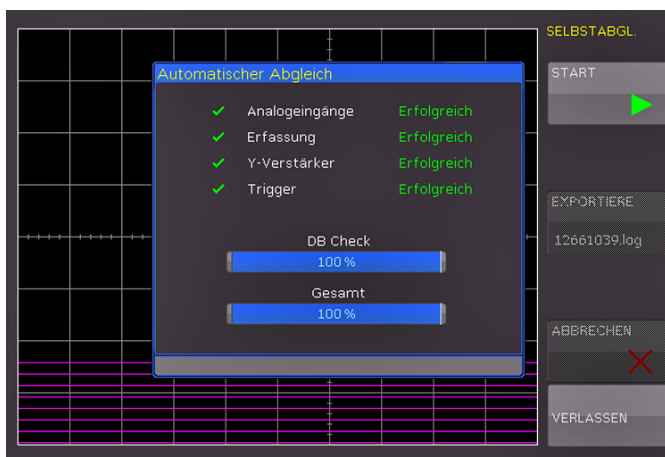 SELBSTABGL.
Automatischer Abgleich
START
Analogeingänge Erfolgreich
Erfassung Erfolgreich
Y-Verstärker Erfolgreich
Trigger Erfolgreich
EXPORTIERE
12661039.log
DB Check
100 %
Gesamt
100 %
ABBRECHEN
VERLASSEN